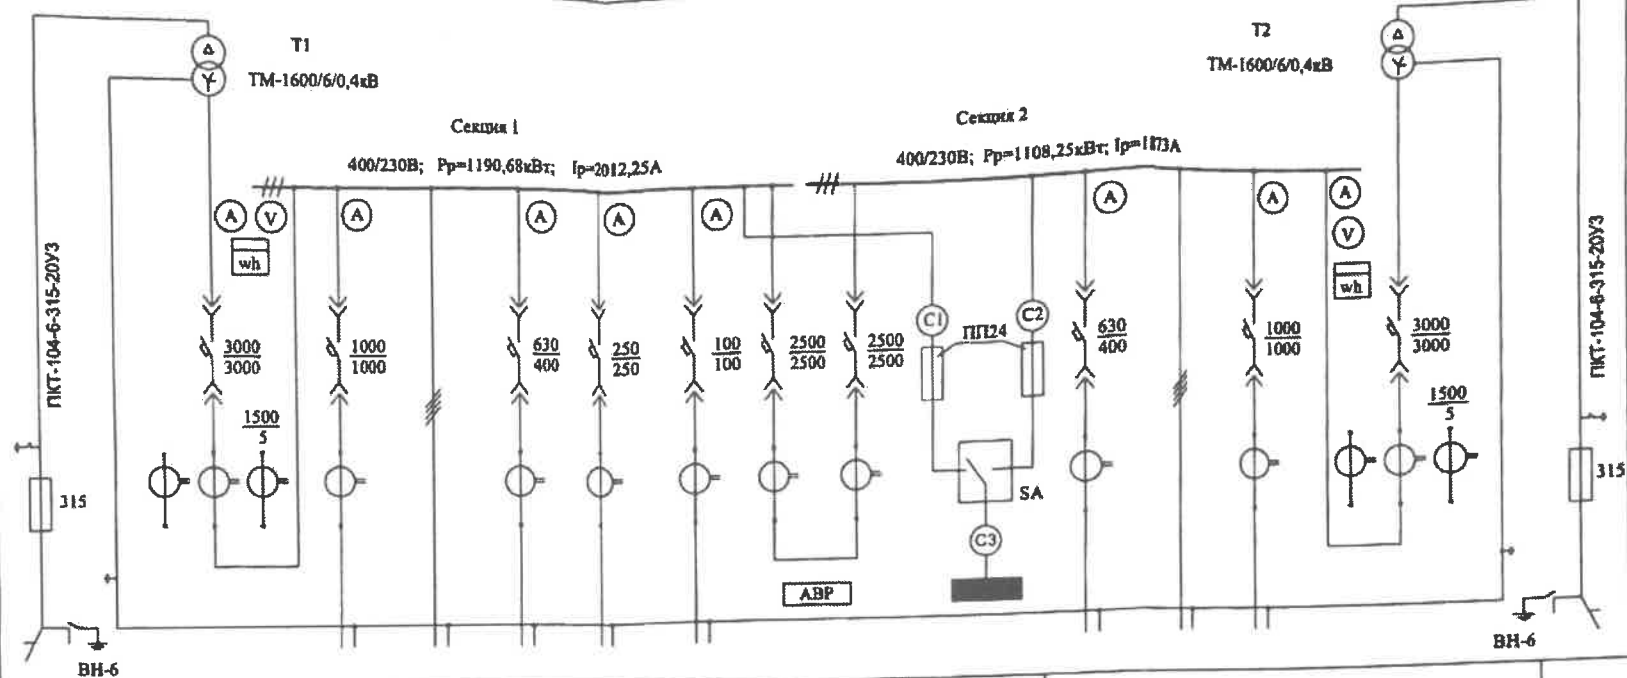 T1
ТМ-1600/6/0,4кВ
T2
ТМ-1600/6/0,4кВ
Секция 1
400/230В; Рр=1190,68кВт; Iр=2012,25А
Секция 2
400/230В; Рр=1108,25кВт; Iр=1173А
A
V
wh
A
A
A
A
A
A
A
V
wh
ПКТ-104-6-315-20У3
ПКТ-104-6-315-20У3
3000
3000
1000
1000
630
400
250
250
100
100
2500
2500
2500
2500
C1
ПП24
C2
630
400
1000
1000
3000
3000
1500
5
1500
5
315
315
SA
C3
АВР
ВН-6
ВН-6